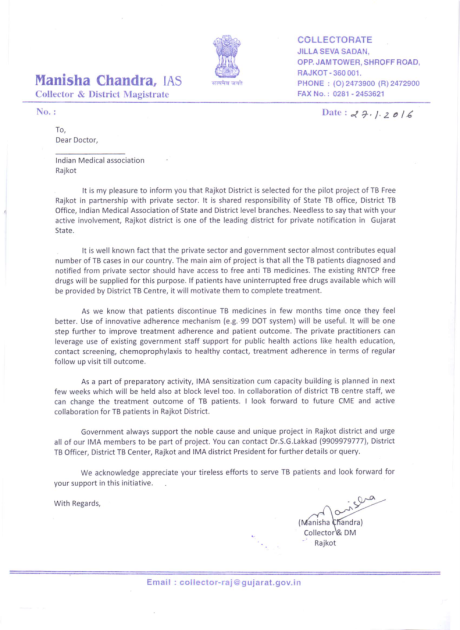 COLLECTORATE
JILLA SEVA SADAN,
OPP. JAMTOWER, SHROFF ROAD,
RAJKOT - 360 001.
PHONE : (O) 2473900 (R) 2472900
FAX No. : 0281 - 2453621
सत्यमेव जयते
Manisha Chandra, IAS
Collector & District Magistrate
No. :
Date : 27.1.2016
To,
Dear Doctor,
Indian Medical association
Rajkot
It is my pleasure to inform you that Rajkot District is selected for the pilot project of TB Free
Rajkot in partnership with private sector. It is shared responsibility of State TB office, District TB
Office, Indian Medical Association of State and District level branches. Needless to say that with your
active involvement, Rajkot district is one of the leading district for private notification in Gujarat
State.
It is well known fact that the private sector and government sector almost contributes equal
number of TB cases in our country. The main aim of project is that all the TB patients diagnosed and
notified from private sector should have access to free anti TB medicines. The existing RNTCP free
drugs will be supplied for this purpose. If patients have uninterrupted free drugs available which will
be provided by District TB Centre, it will motivate them to complete treatment.
As we know that patients discontinue TB medicines in few months time once they feel
better. Use of innovative adherence mechanism (e.g. 99 DOT system) will be useful. It will be one
step further to improve treatment adherence and patient outcome. The private practitioners can
leverage use of existing government staff support for public health actions like health education,
contact screening, chemoprophylaxis to healthy contact, treatment adherence in terms of regular
follow up visit till outcome.
As a part of preparatory activity, IMA sensitization cum capacity building is planned in next
few weeks which will be held also at block level too. In collaboration of district TB centre staff, we
can change the treatment outcome of TB patients. I look forward to future CME and active
collaboration for TB patients in Rajkot District.
Government always support the noble cause and unique project in Rajkot district and urge
all of our IMA members to be part of project. You can contact Dr.S.G.Lakkad (9909979777), District
TB Officer, District TB Center, Rajkot and IMA district President for further details or query.
We acknowledge appreciate your tireless efforts to serve TB patients and look forward for
your support in this initiative.
With Regards,
Manisha
(Manisha Chandra)
Collector & DM
Rajkot
Email : collector-raj@gujarat.gov.in